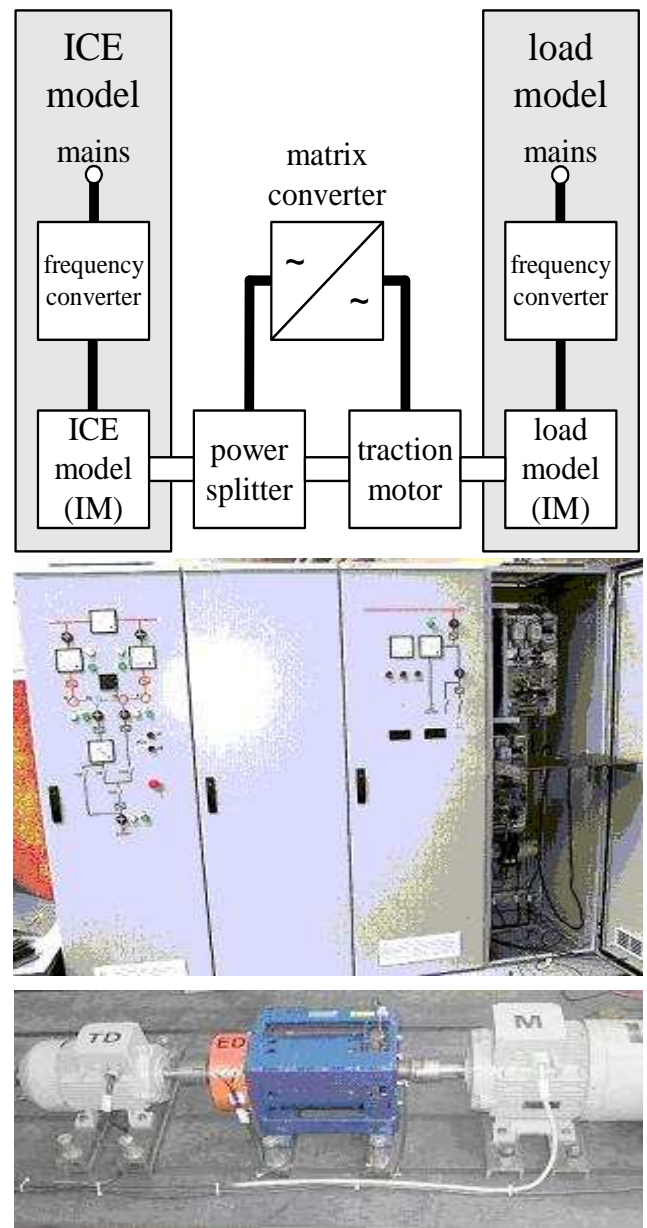 ICE
model
mains
frequency
converter
ICE
model
(IM)
matrix
converter
~
~
power
splitter
traction
motor
load
model
mains
frequency
converter
load
model
(IM)
TD
ED
M